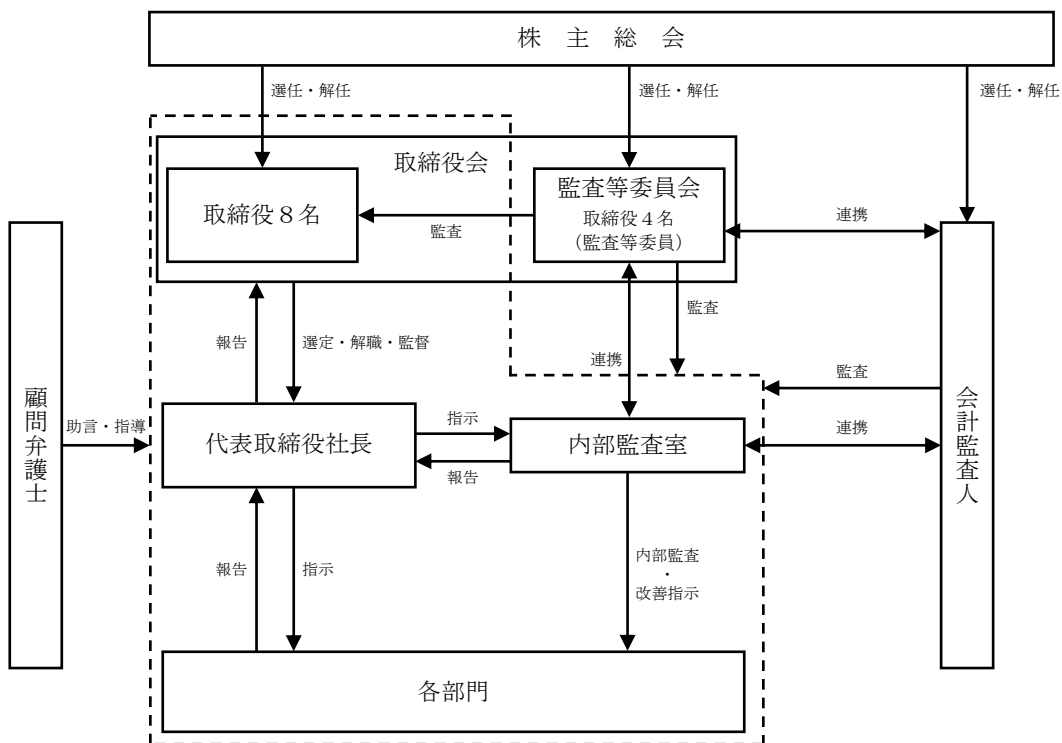 株主総会
選任・解任
選任・解任
選任・解任
取締役会
取締役８名
監査
監査等委員会
取締役４名
（監査等委員）
連携
報告
選定・解職・監督
連携
監査
監査
顧問弁護士
助言・指導
代表取締役社長
指示
報告
内部監査室
連携
会計監査人
報告
指示
内部監査
・
改善指示
各部門